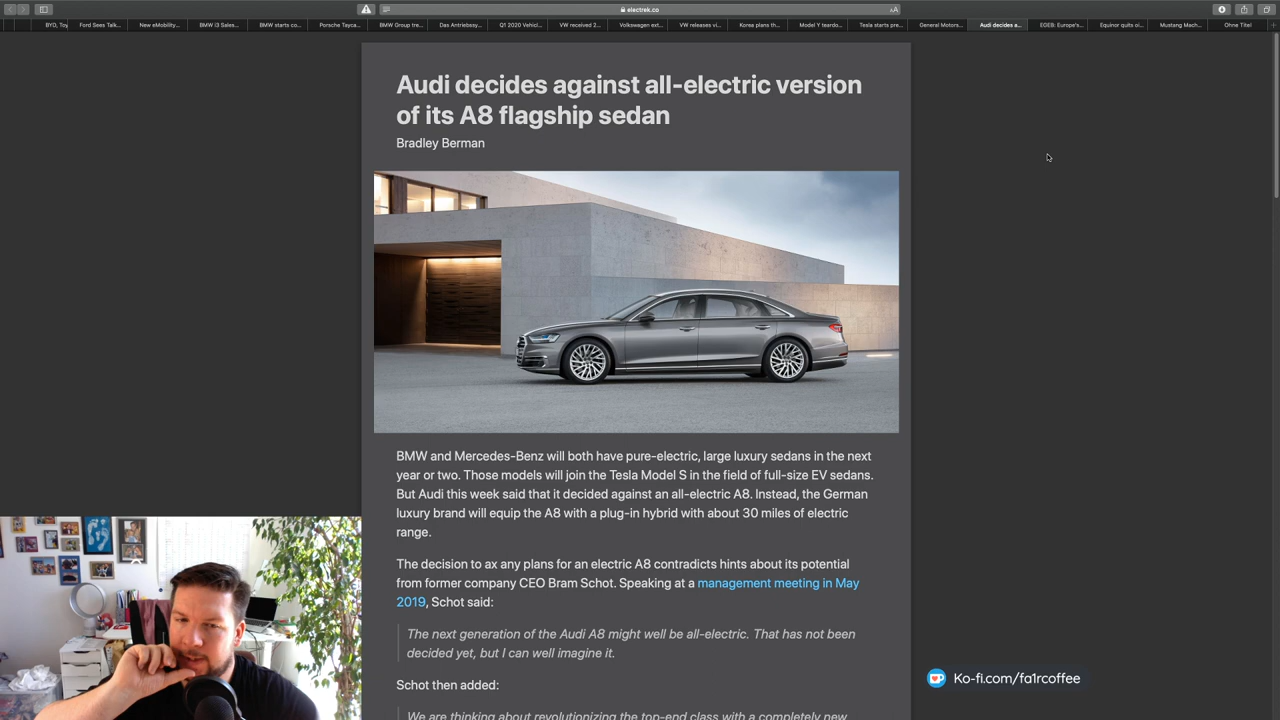 electrek.co
BYD, Toy
Ford Sees Talk...
New eMobility...
BMW i3 Sales...
BMW starts co...
Porsche Tayca...
BMW Group tre...
Das Antriebesy...
Q1 2020 Vehicl...
VW received 2...
Volkswagen ext...
VW releases vi...
Korea plans th...
Model Y teardo...
Tesla starts pre...
General Motors...
Audi decides a...
EGEB: Europe's...
Equinor quits oi...
Mustang Mach...
Ohne Titel
Audi decides against all-electric version
of its A8 flagship sedan
Bradley Berman
BMW and Mercedes-Benz will both have pure-electric, large luxury sedans in the next
year or two. Those models will join the Tesla Model S in the field of full-size EV sedans.
But Audi this week said that it decided against an all-electric A8. Instead, the German
luxury brand will equip the A8 with a plug-in hybrid with about 30 miles of electric
range.
The decision to ax any plans for an electric A8 contradicts hints about its potential
from former company CEO Bram Schot. Speaking at a management meeting in May
2019, Schot said:
The next generation of the Audi A8 might well be all-electric. That has not been
decided yet, but I can well imagine it.
Schot then added:
We are thinking about revolutionizing the top-end class with a completely new
Ko-fi.com/fa1rcoffee